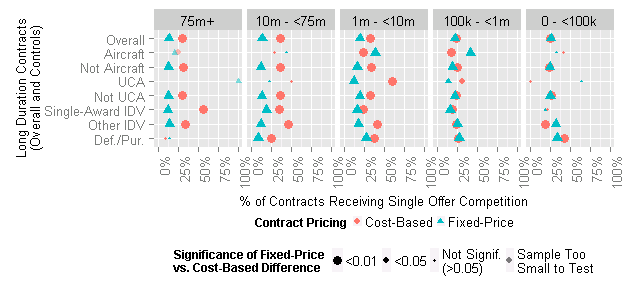 75m+ 10m - <75m 1m - <10m 100k - <1m 0 - <100k
Long Duration Contracts
(Overall and Controls)
Overall
Aircraft
Not Aircraft
UCA
Not UCA
Single-Award IDV
Other IDV
Def./Pur.
0% 25% 50% 75% 100% 0% 25% 50% 75% 100% 0% 25% 50% 75% 100% 0% 25% 50% 75% 100% 0% 25% 50% 75% 100%
% of Contracts Receiving Single Offer Competition
Contract Pricing Cost-Based Fixed-Price
Significance of Fixed-Price
vs. Cost-Based Difference
<0.01 <0.05
Not Signif.
(>0.05)
Sample Too
Small to Test